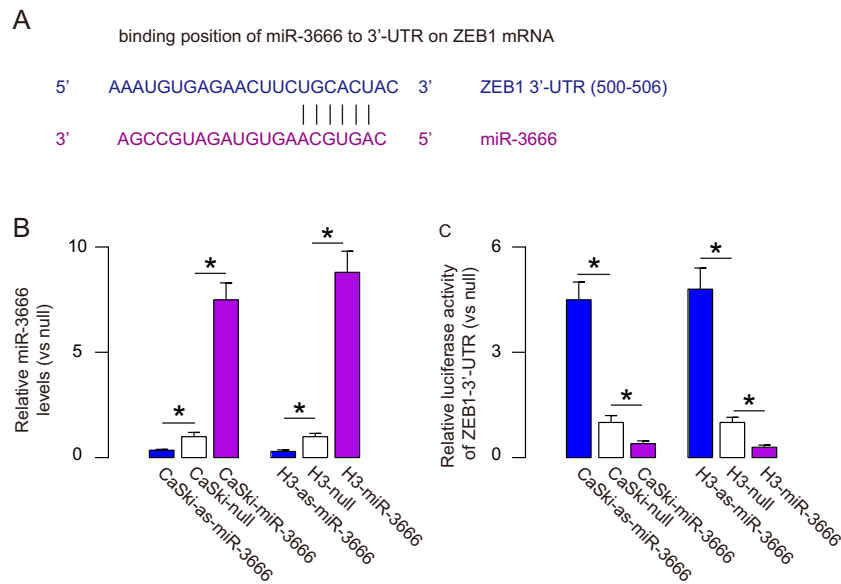 A
binding position of miR-3666 to 3’-UTR on ZEB1 mRNA
5’ AAAUGUGAGAACUUCUGCACUAC 3’ ZEB1 3’-UTR (500-506)
3’ AGCCGUAGAUGUGAACGUGAC 5’ miR-3666
B
Relative miR-3666
levels (vs null)
10
5
0
*
*
*
*
CaSki-as-miR-3666
CaSki-null
CaSki-miR-3666
H3-as-miR-3666
H3-null
H3-miR-3666
C
Relative luciferase activity
of ZEB1-3’-UTR (vs null)
6
3
0
*
*
*
*
CaSki-as-miR-3666
CaSki-null
CaSki-miR-3666
H3-as-miR-3666
H3-null
H3-miR-3666